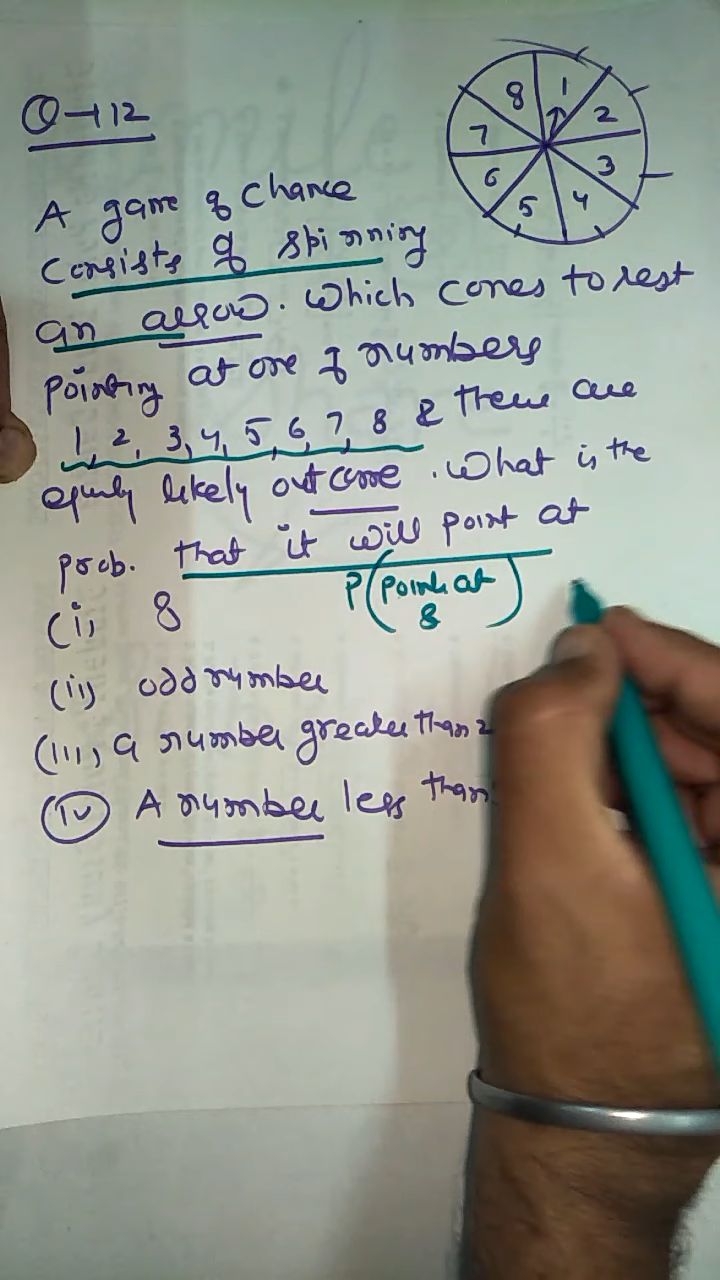 Q→12
A game of chance
consists of spinning
an arrow. Which comes to rest
pointing at one of numbers
1, 2, 3, 4, 5, 6, 7, 8 & there are
equly likely outcome. What is the
prob. that it will point at
(i) 8
P(Point at 8)
(ii) odd number
(iii) a number greater than 2
(iv) A number less than
1
2
3
4
5
6
7
8